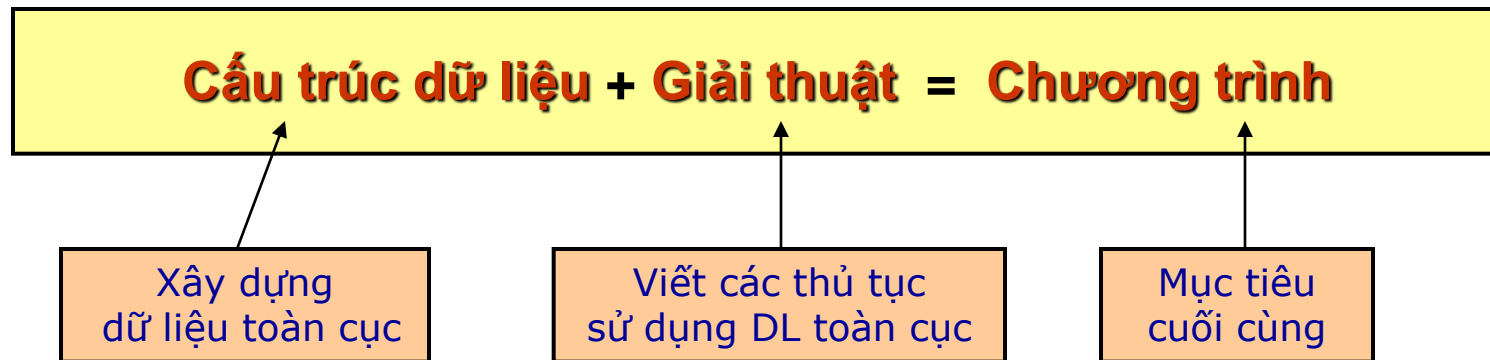 Cấu trúc dữ liệu + Giải thuật = Chương trình
Xây dựng
dữ liệu toàn cục
Viết các thủ tục
sử dụng DL toàn cục
Mục tiêu
cuối cùng